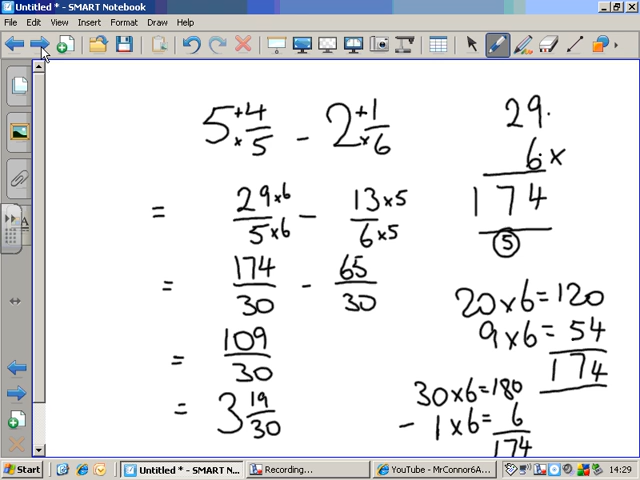 Untitled * - SMART Notebook
File Edit View Insert Format Draw Tools Help
5 + 4/5 × - 2 + 1/6 ×
29.
6 ×
174
5
= 29 × 6 / 5 × 6 - 13 × 5 / 6 × 5
= 174/30 - 65/30
20 × 6 = 120
9 × 6 = 54
174
= 109/30
= 3 19/30
30 × 6 = 180
- 1 × 6 = 6
174
Start
Untitled * - SMART N...
Recording...
YouTube - MrConnor6A...
14:29